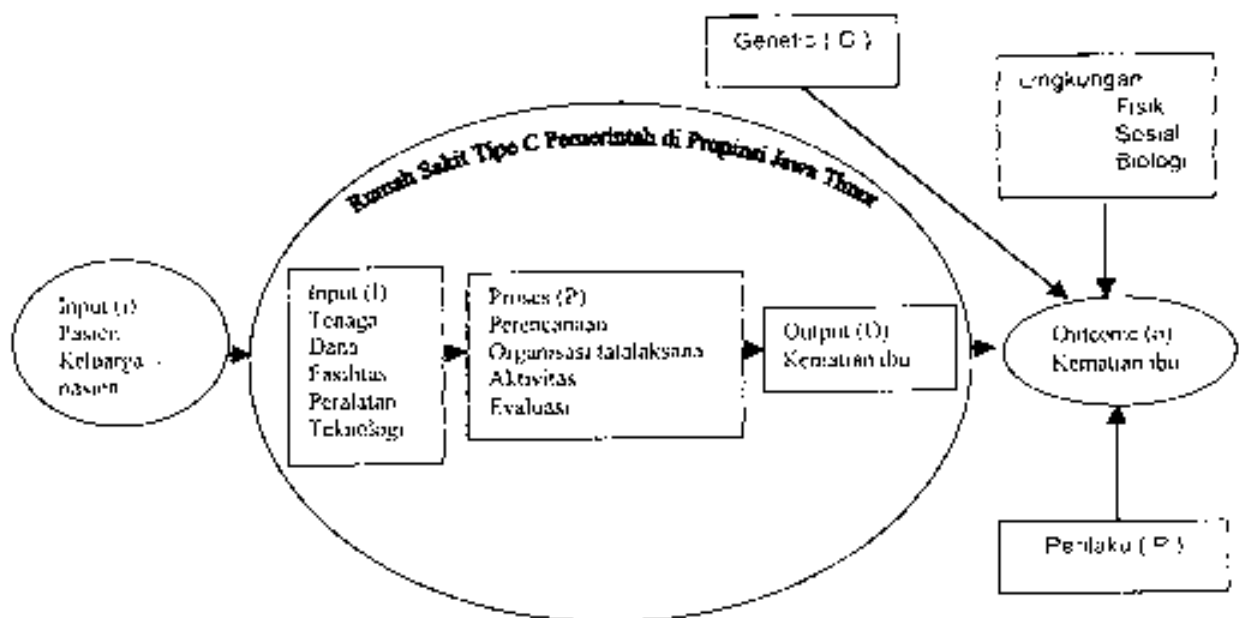 Genetic ( G )
Lingkungan
Fisik
Sosial
Biologi
Rumah Sakit Tipe C Pemerintah di Propinsi Jawa Timur
Input (i)
Pasien
Keluarga
pasien
Input (I)
Tenaga
Dana
Fasilitas
Peralatan
Teknologi
Proses (P)
Perencanaan
Organisasi tatalaksana
Aktivitas
Evaluasi
Output (O)
Kematian ibu
Outcome (o)
Kematian ibu
Perilaku ( P )